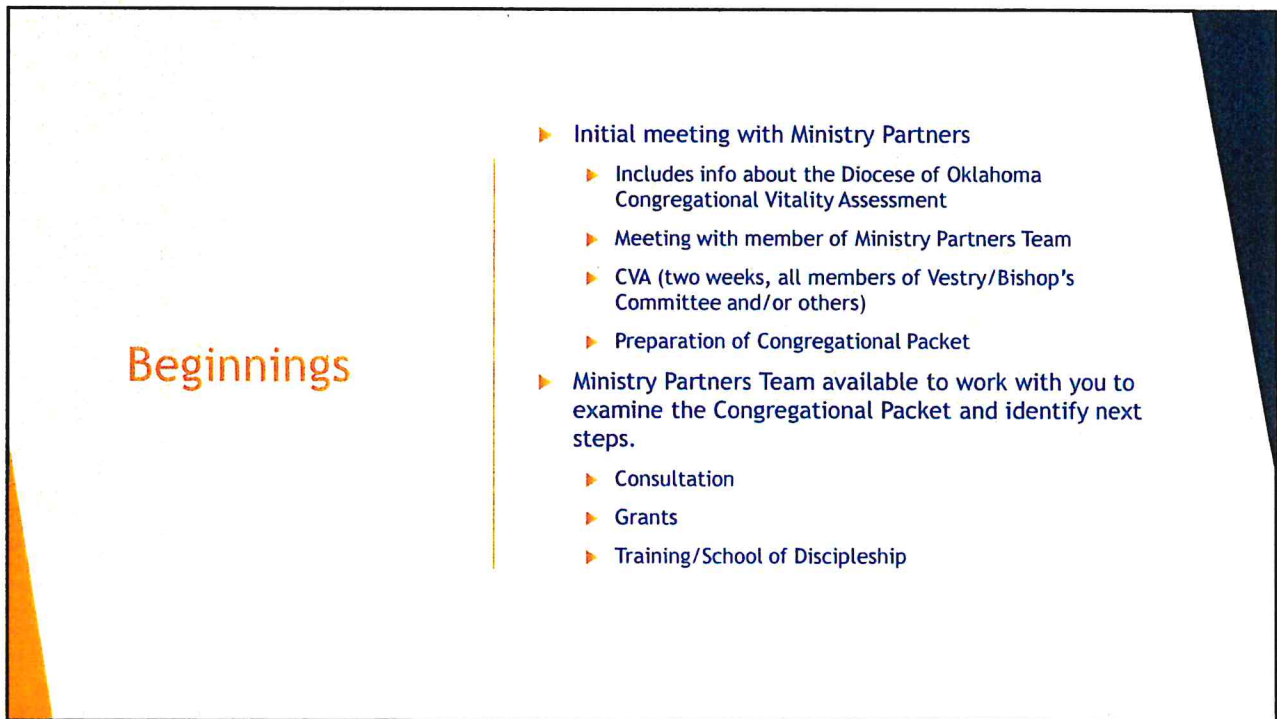 Beginnings
Initial meeting with Ministry Partners
Includes info about the Diocese of Oklahoma
Congregational Vitality Assessment
Meeting with member of Ministry Partners Team
CVA (two weeks, all members of Vestry/Bishop's
Committee and/or others)
Preparation of Congregational Packet
Ministry Partners Team available to work with you to
examine the Congregational Packet and identify next
steps.
Consultation
Grants
Training/School of Discipleship